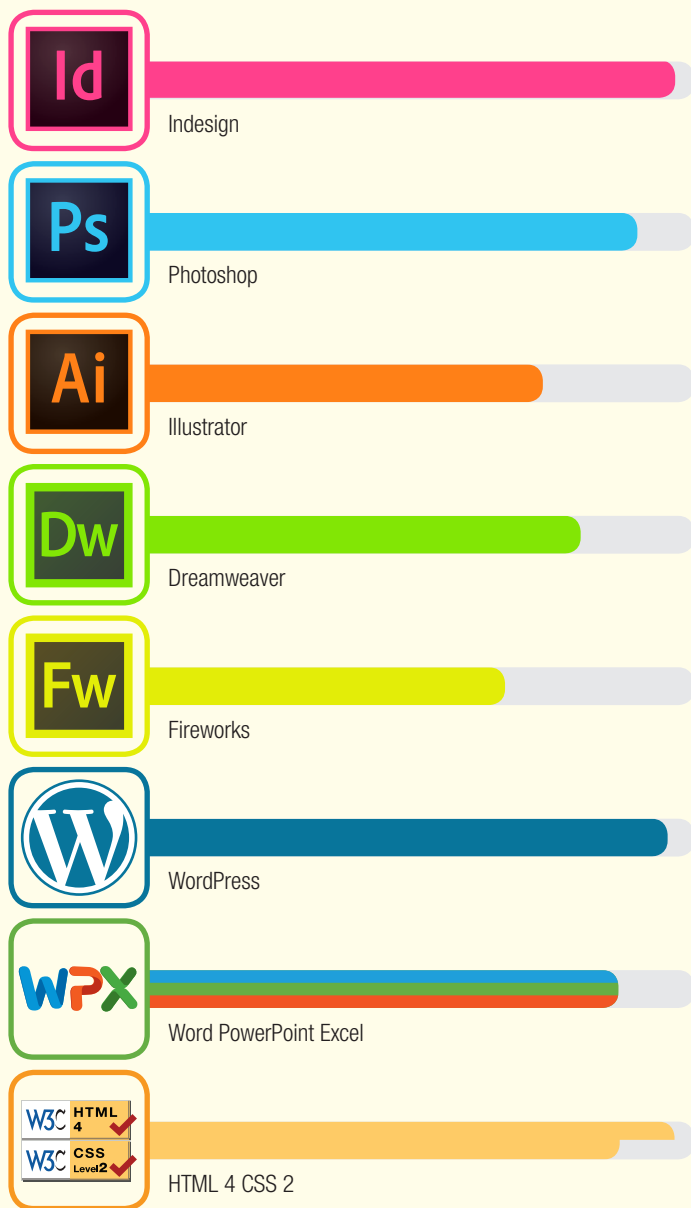 Id
Indesign
Ps
Photoshop
Ai
Illustrator
Dw
Dreamweaver
Fw
Fireworks
W
WordPress
WPX
Word PowerPoint Excel
W3C HTML
4
W3C CSS
Level2
HTML 4 CSS 2